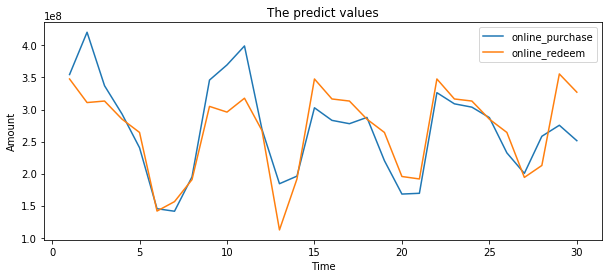 The predict values
1e8
online_purchase
online_redeem
4.0
3.5
3.0
2.5
2.0
1.5
1.0
Amount
0 5 10 15 20 25 30
Time